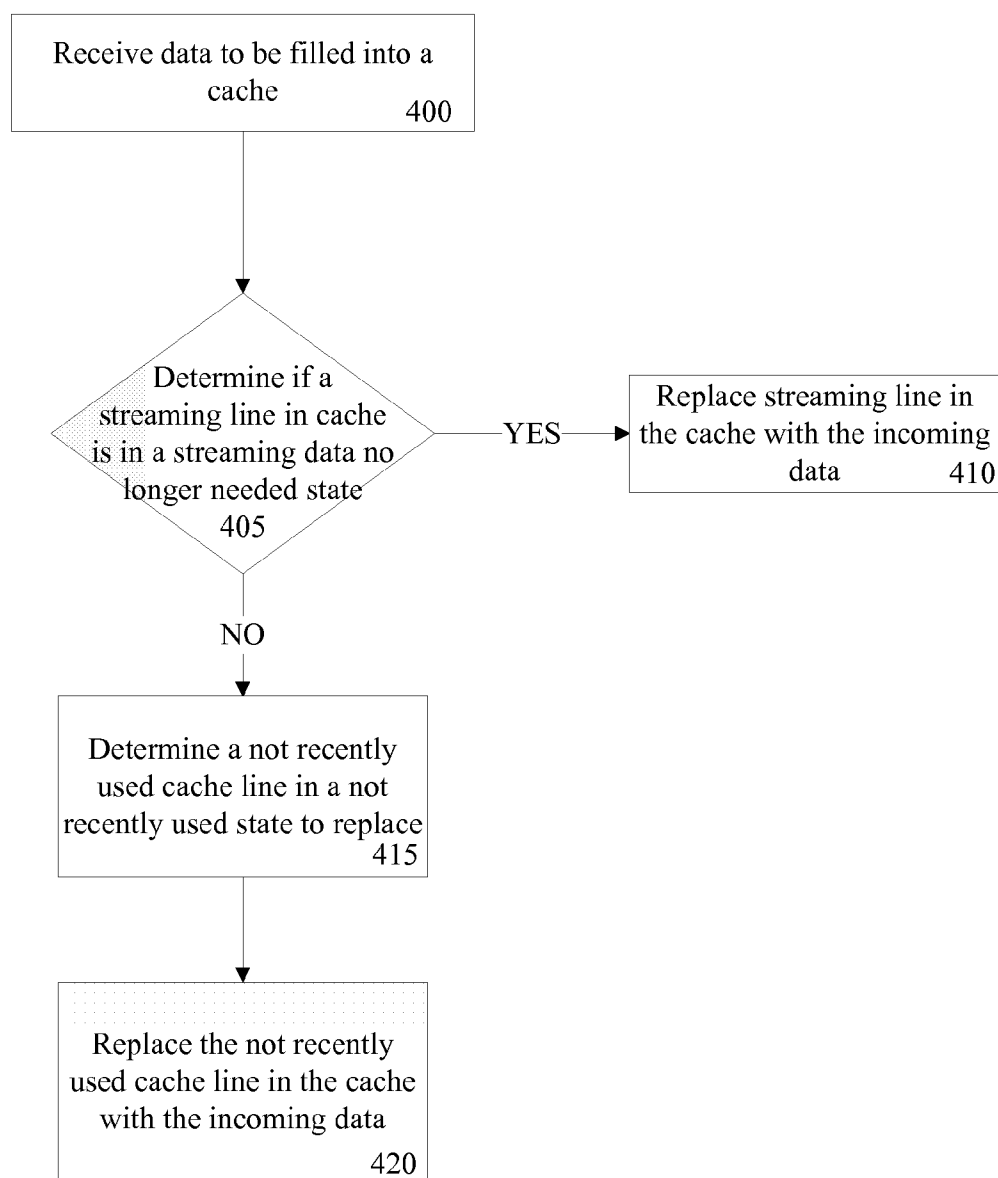 Receive data to be filled into a
cache
400
Determine if a
streaming line in cache
is in a streaming data no
longer needed state
405
YES
Replace streaming line in
the cache with the incoming
data
410
NO
Determine a not recently
used cache line in a not
recently used state to replace
415
Replace the not recently
used cache line in the cache
with the incoming data
420